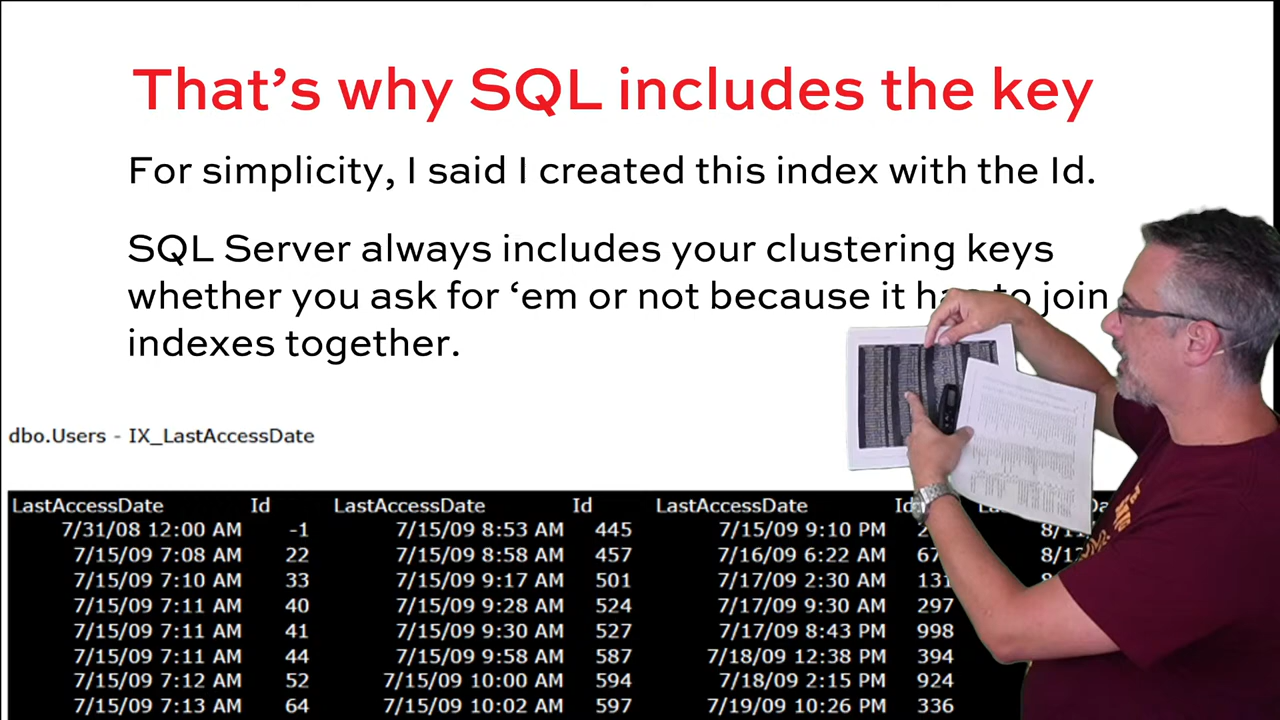 That's why SQL includes the key
For simplicity, I said I created this index with the Id.
SQL Server always includes your clustering keys
whether you ask for ‘em or not because it has to join
indexes together.
dbo.Users - IX_LastAccessDate
LastAccessDate Id LastAccessDate Id LastAccessDate Id
7/31/08 12:00 AM -1 7/15/09 8:53 AM 445 7/15/09 9:10 PM
7/15/09 7:08 AM 22 7/15/09 8:58 AM 457 7/16/09 6:22 AM
7/15/09 7:10 AM 33 7/15/09 9:17 AM 501 7/17/09 2:30 AM
7/15/09 7:11 AM 40 7/15/09 9:28 AM 524 7/17/09 9:30 AM 297
7/15/09 7:11 AM 41 7/15/09 9:30 AM 527 7/17/09 8:43 PM 998
7/15/09 7:11 AM 44 7/15/09 9:58 AM 587 7/18/09 12:38 PM 394
7/15/09 7:12 AM 52 7/15/09 10:00 AM 594 7/18/09 2:15 PM 924
7/15/09 7:13 AM 64 7/15/09 10:02 AM 597 7/19/09 10:26 PM 336